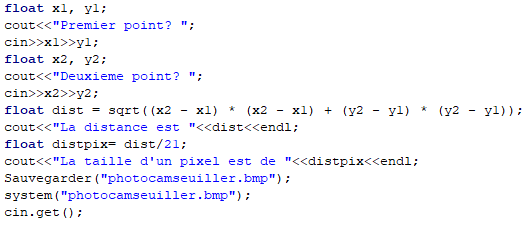 float x1, y1;
cout<<"Premier point? ";
cin>>x1>>y1;
float x2, y2;
cout<<"Deuxieme point? ";
cin>>x2>>y2;
float dist = sqrt((x2 - x1) * (x2 - x1) + (y2 - y1) * (y2 - y1));
cout<<"La distance est "<<dist<<endl;
float distpix= dist/21;
cout<<"La taille d'un pixel est de "<<distpix<<endl;
Sauvegarder("photocamseuiller.bmp");
system("photocamseuiller.bmp");
cin.get();